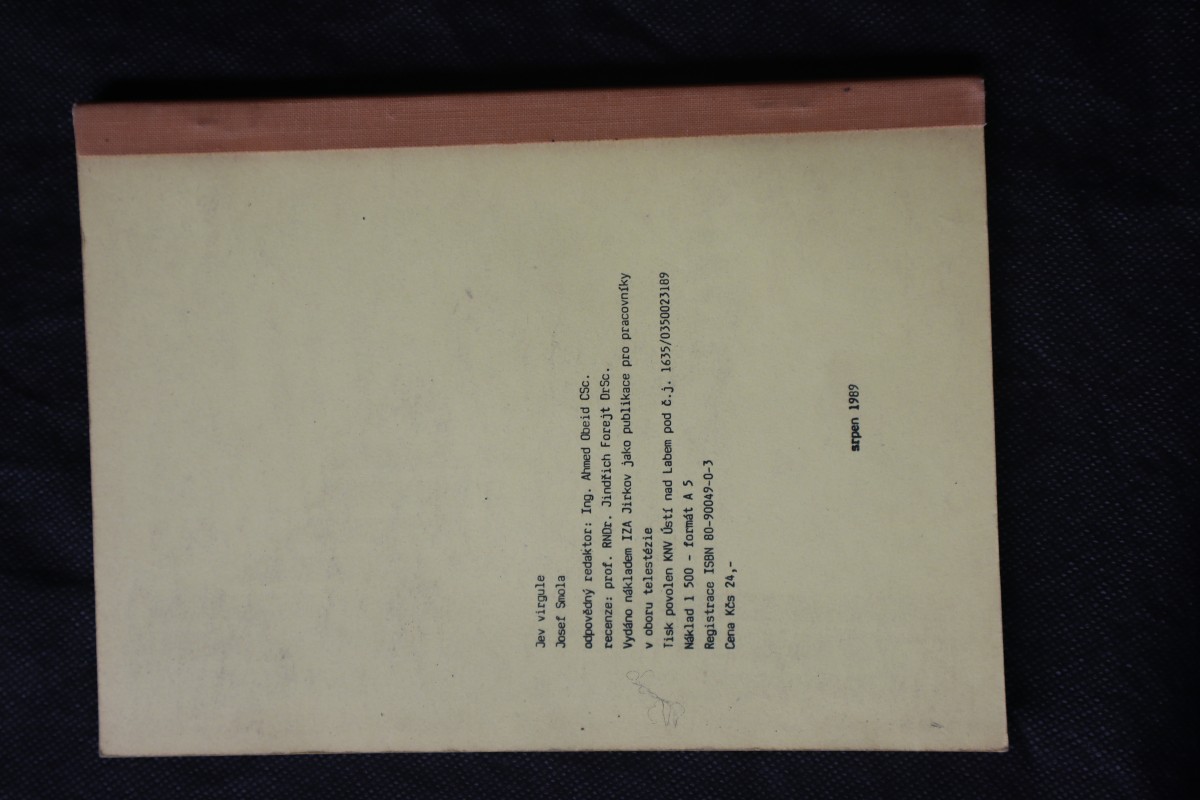 Jev virgule
Josef Smola
odpovědný redaktor: Ing. Ahmed Obeid CSc.
recenze: prof. RNDr. Jindřich Forejt DrSc.
Vydáno nákladem IZA Jirkov jako publikace pro pracovníky
v oboru telestézie
Tisk povolen KNV Ústí nad Labem pod č.j. 1635/0350023189
Náklad 1 500 - formát A 5
Registrace ISBN 80-90049-0-3
Cena Kčs 24,-
srpen 1989